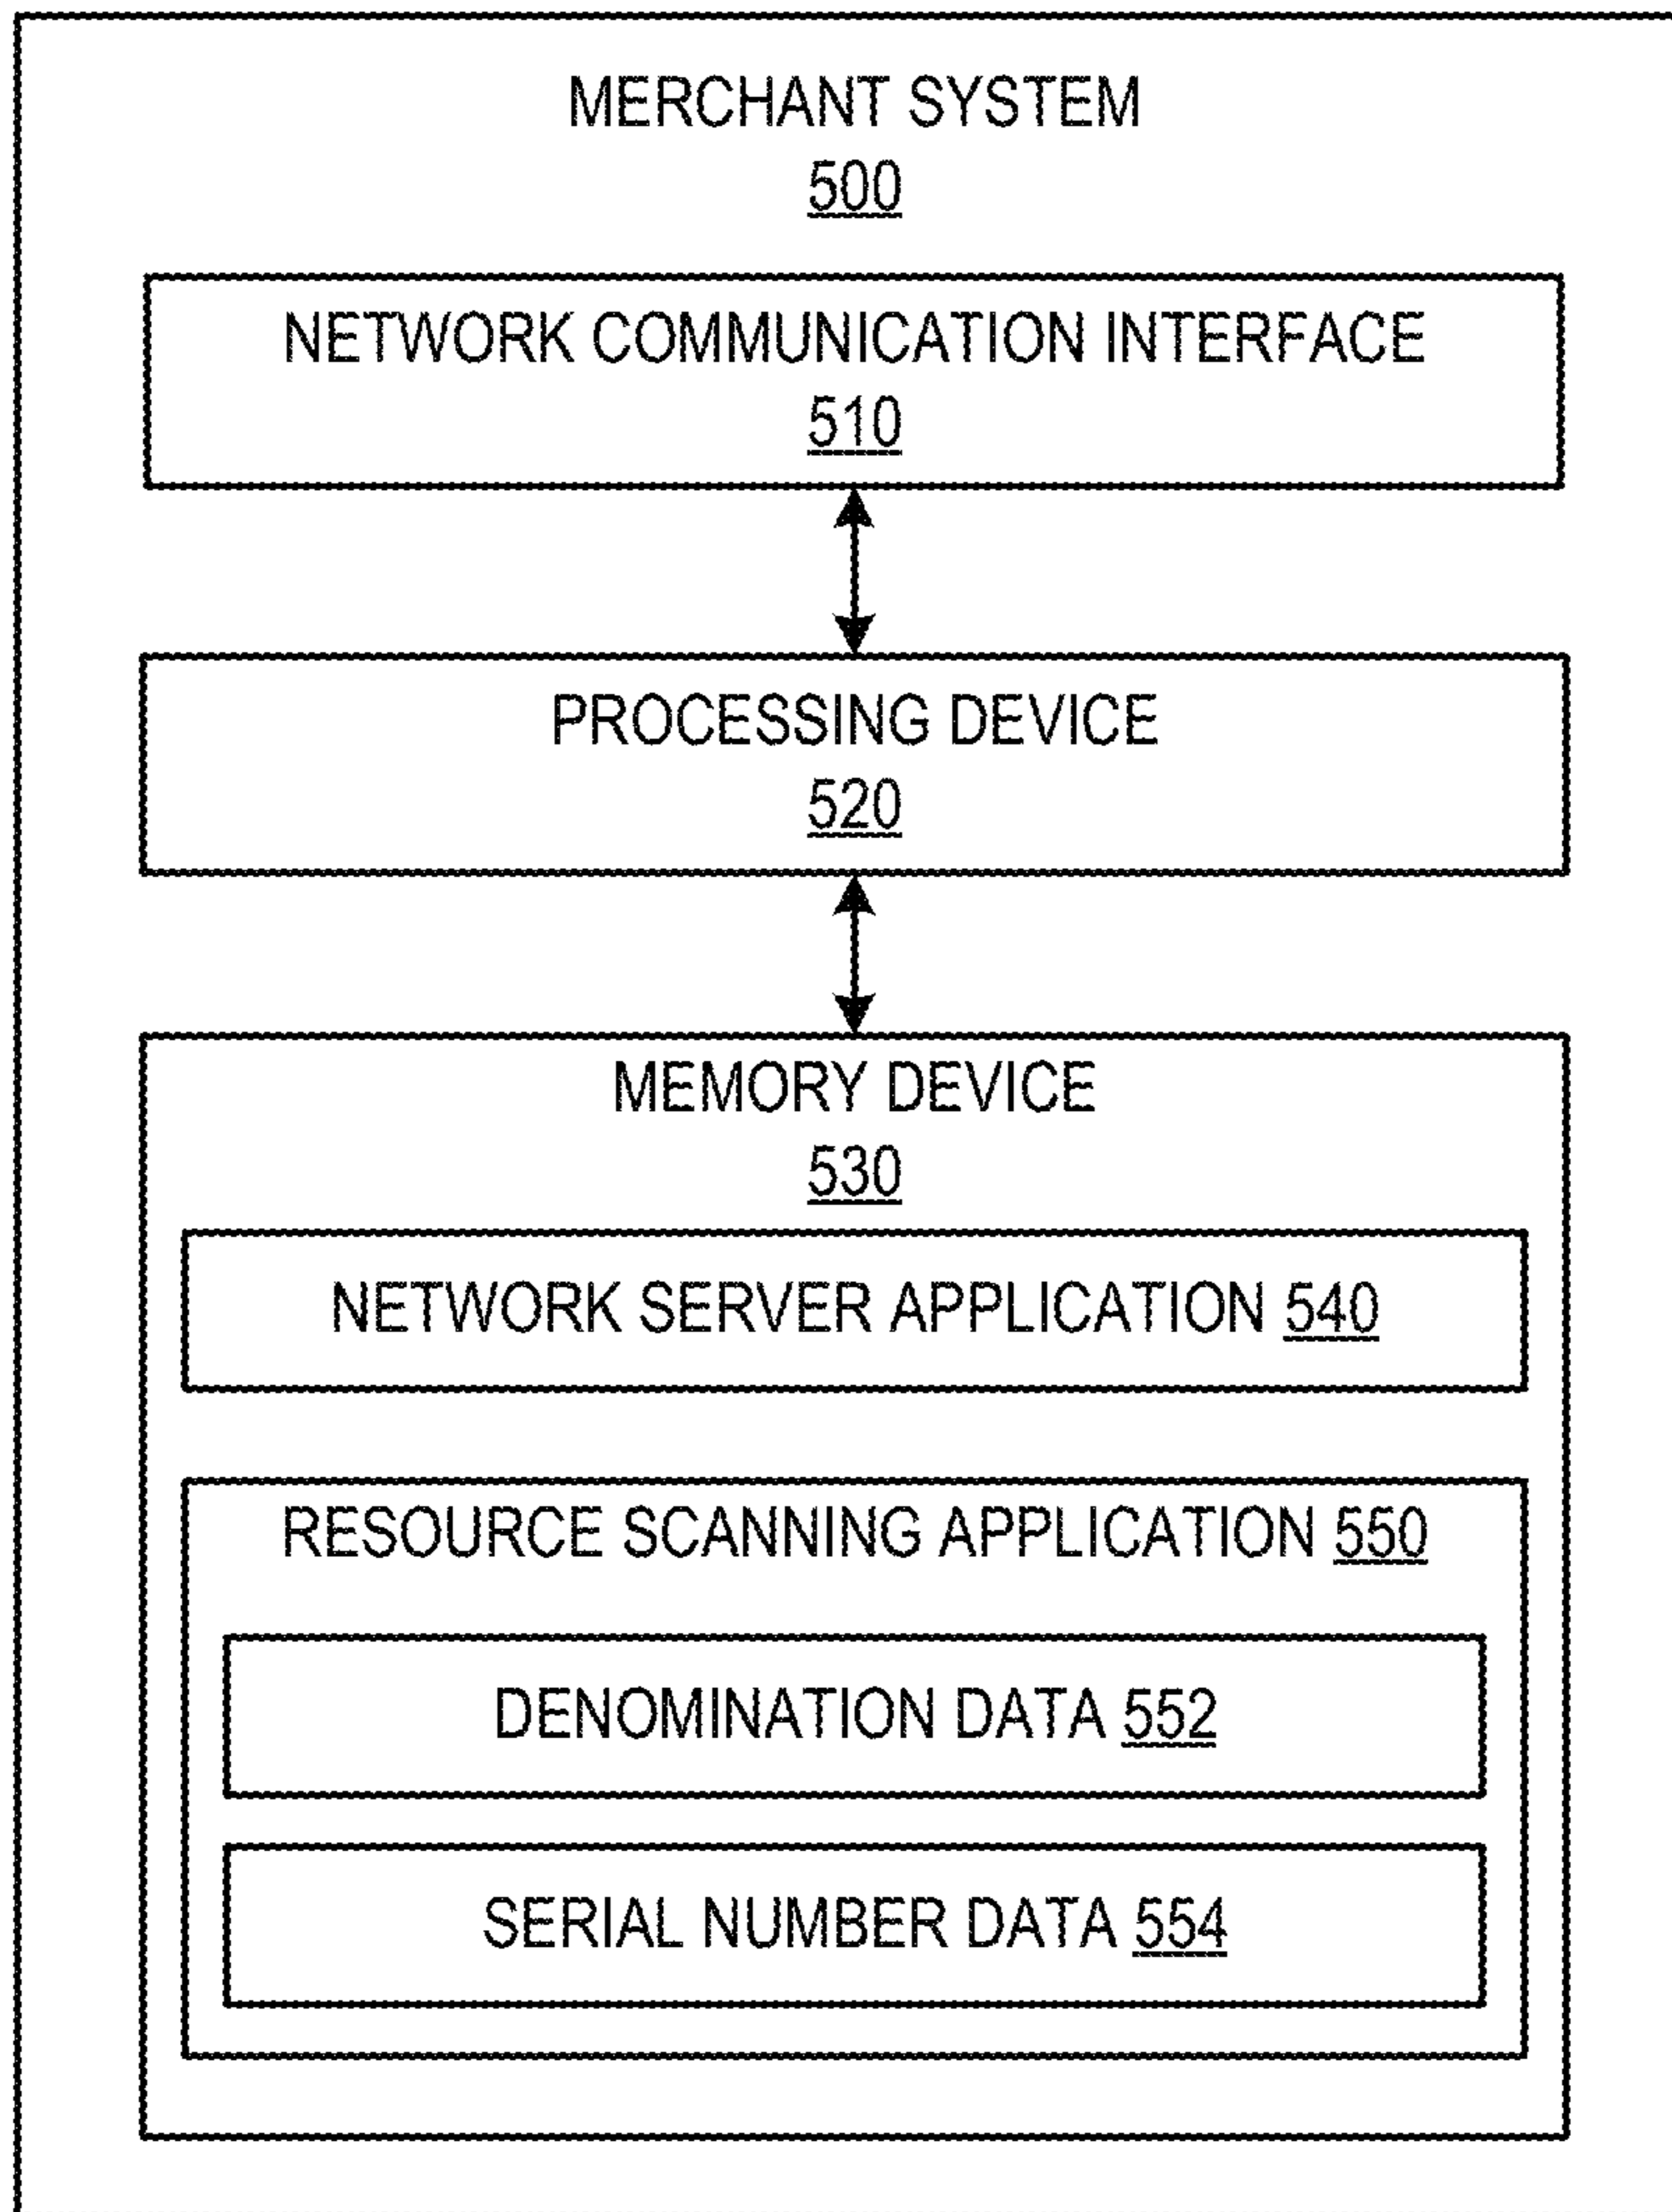 MERCHANT SYSTEM
500
NETWORK COMMUNICATION INTERFACE
510
PROCESSING DEVICE
520
MEMORY DEVICE
530
NETWORK SERVER APPLICATION 540
RESOURCE SCANNING APPLICATION 550
DENOMINATION DATA 552
SERIAL NUMBER DATA 554